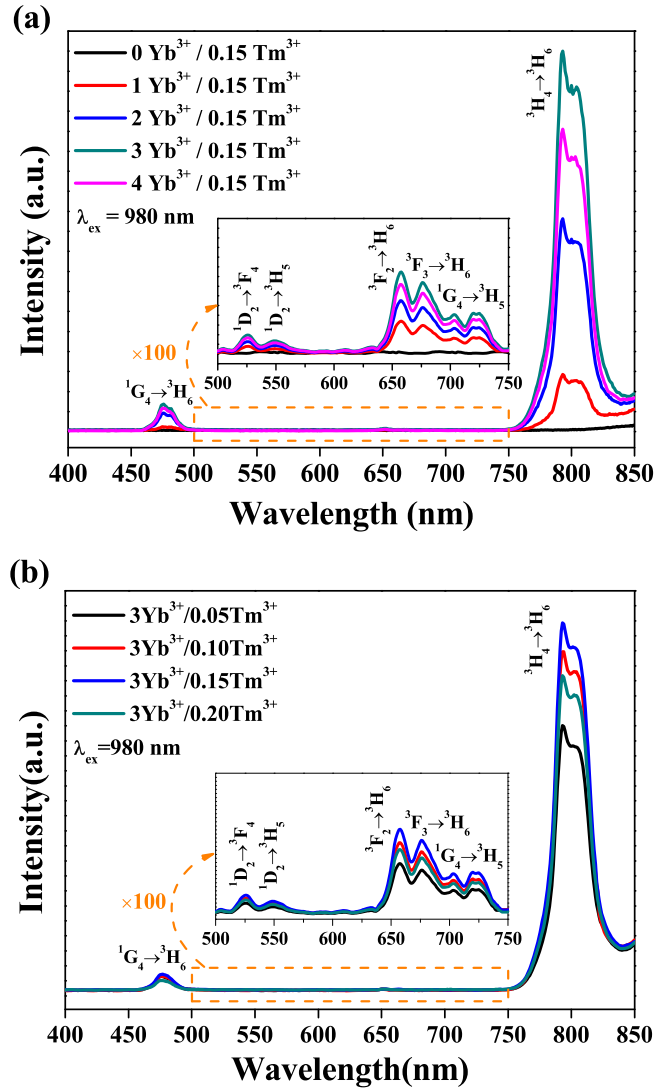 (a)
0 Yb³⁺ / 0.15 Tm³⁺
1 Yb³⁺ / 0.15 Tm³⁺
2 Yb³⁺ / 0.15 Tm³⁺
3 Yb³⁺ / 0.15 Tm³⁺
4 Yb³⁺ / 0.15 Tm³⁺
λex = 980 nm
³H₄→³H₆
¹D₂→³F₄
¹D₂→³H₅
³F₂→³H₆
³F₃→³H₆
¹G₄→³H₅
500 550 600 650 700 750
×100
¹G₄→³H₆
Intensity (a.u.)
400 450 500 550 600 650 700 750 800 850
Wavelength (nm)
(b)
3Yb³⁺/0.05Tm³⁺
3Yb³⁺/0.10Tm³⁺
3Yb³⁺/0.15Tm³⁺
3Yb³⁺/0.20Tm³⁺
λex=980 nm
³H₄→³H₆
¹D₂→³F₄
¹D₂→³H₅
³F₂→³H₆
³F₃→³H₆
¹G₄→³H₅
500 550 600 650 700 750
×100
¹G₄→³H₆
Intensity(a.u.)
400 450 500 550 600 650 700 750 800 850
Wavelength(nm)